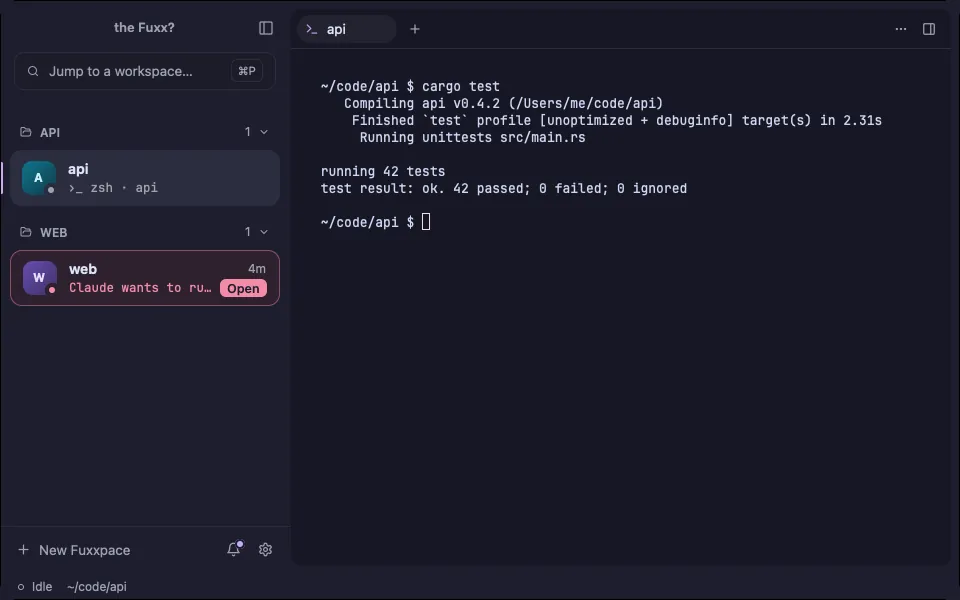 the Fuxx?
Jump to a workspace... ⌘P
API 1
A
api
>_ zsh · api
WEB 1
W
web 4m
Claude wants to ru… Open
+ New Fuxxpace
Idle ~/code/api
>_ api +
~/code/api $ cargo test
   Compiling api v0.4.2 (/Users/me/code/api)
    Finished `test` profile [unoptimized + debuginfo] target(s) in 2.31s
     Running unittests src/main.rs
running 42 tests
test result: ok. 42 passed; 0 failed; 0 ignored
~/code/api $